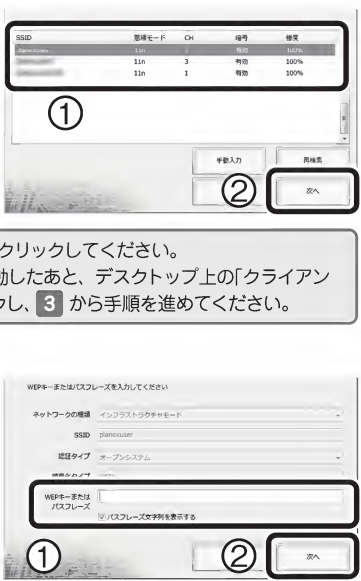 SSID 無線モード CH 暗号 強度
11n 有効 100%
11n 3 有効 100%
11n 1 有効 100%
①
手動入力 再検索
② 次へ
クリックしてください。
動したあと、デスクトップ上の「クライアン
クし、 3 から手順を進めてください。
WEPキーまたはパスフレーズを入力してください
ネットワークの種類 インフラストラクチャモード
SSID planexuser
認証タイプ オープンシステム
WEPキーまたは
パスフレーズ
パスフレーズ文字列を表示する
① ② 次へ